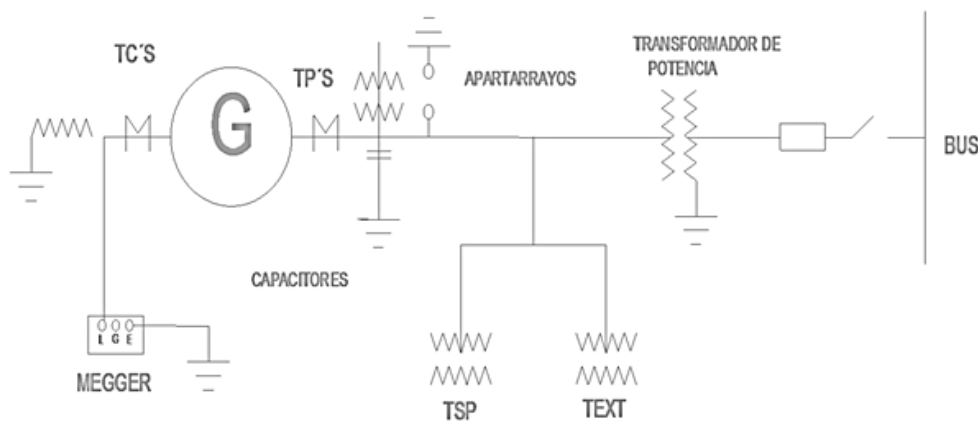 TC´S
G
TP´S
APARTARRAYOS
TRANSFORMADOR DE
POTENCIA
BUS
CAPACITORES
L G E
MEGGER
TSP
TEXT